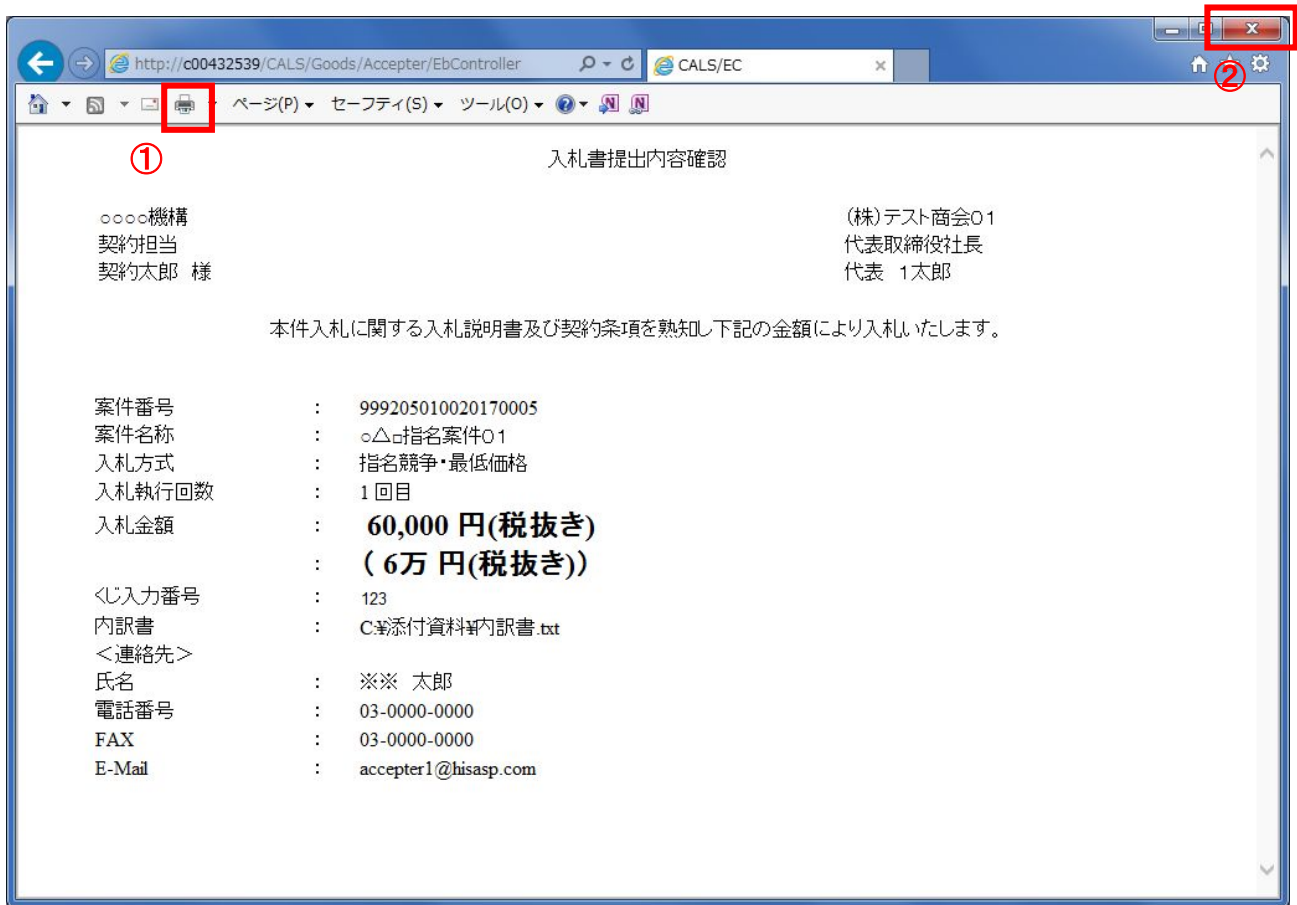 ②
http://c00432539/CALS/Goods/Accepter/EbController
CALS/EC
ページ(P) セーフティ(S) ツール(O)
①
入札書提出内容確認
○○○○機構
契約担当
契約太郎 様
(株)テスト商会01
代表取締役社長
代表 1太郎
本件入札に関する入札説明書及び契約条項を熟知し下記の金額により入札いたします。
案件番号 : 999205010020170005
案件名称 : ○△□指名案件01
入札方式 : 指名競争・最低価格
入札執行回数 : 1 回目
入札金額 : 60,000 円(税抜き)
: ( 6万 円(税抜き))
くじ入力番号 : 123
内訳書 : C:¥添付資料¥内訳書.txt
<連絡先>
氏名 : ※※ 太郎
電話番号 : 03-0000-0000
FAX : 03-0000-0000
E-Mail : accepter1@hisasp.com